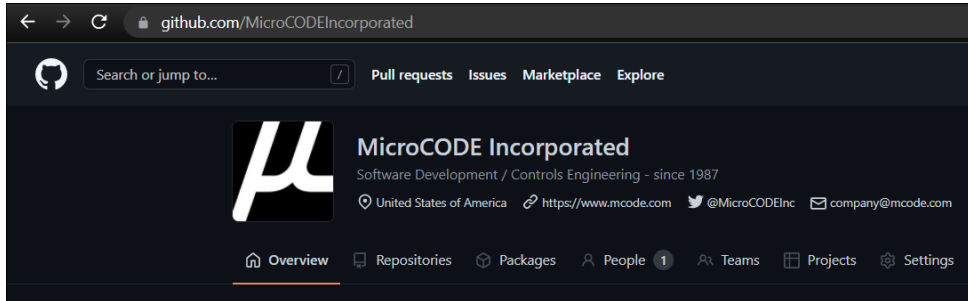 github.com/MicroCODEIncorporated
Search or jump to... / Pull requests Issues Marketplace Explore
µ
MicroCODE Incorporated
Software Development / Controls Engineering - since 1987
United States of America https://www.mcode.com @MicroCODEInc company@mcode.com
Overview Repositories Packages People 1 Teams Projects Settings